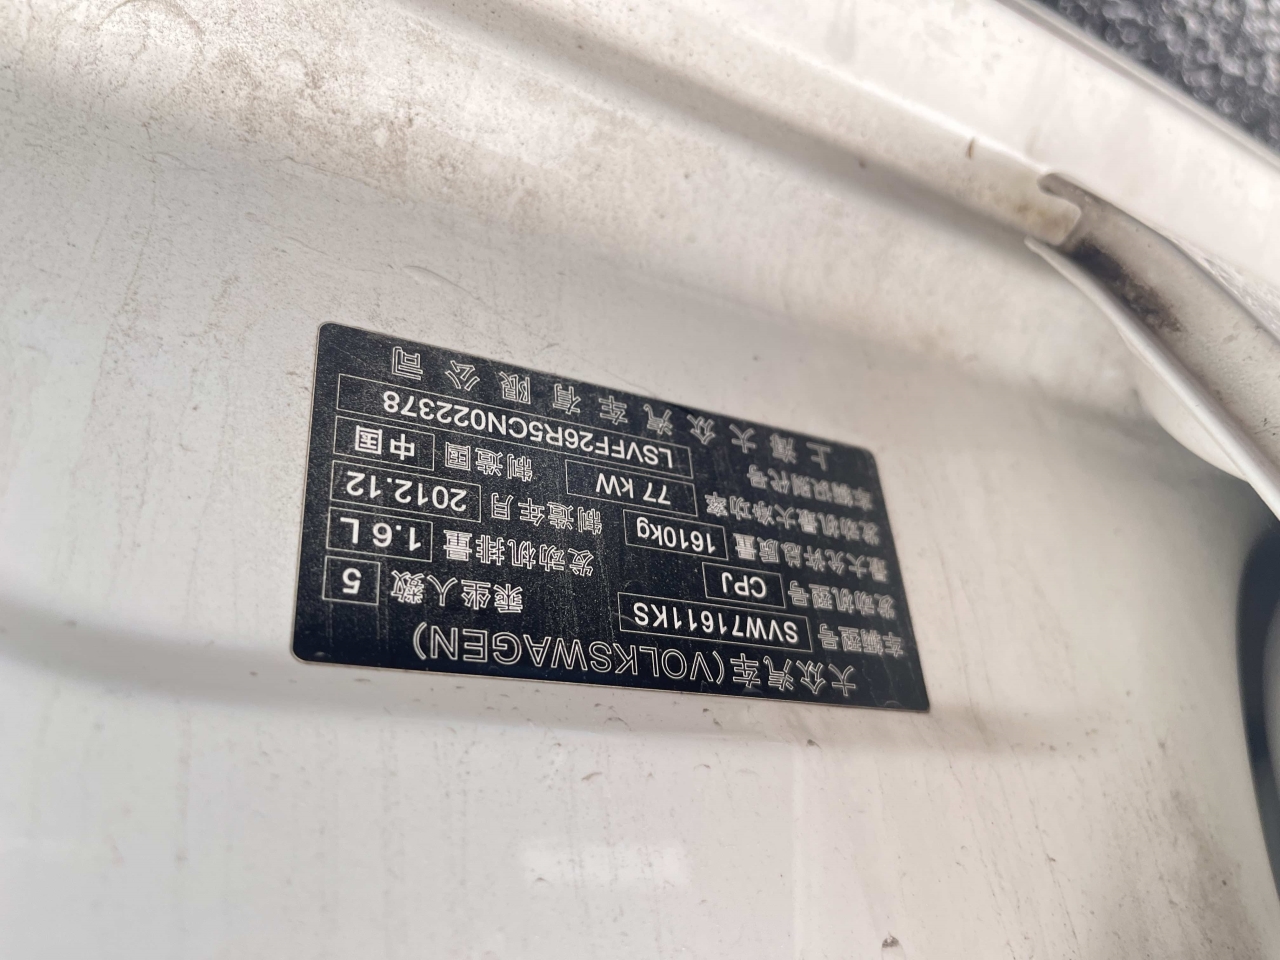 大众汽车(VOLKSWAGEN)
车辆型号 SVW71611KS 乘坐人数 5
发动机型号 CPJ 发动机排量 1.6 L
最大允许总质量 1610kg 制造年月 2012.12
发动机最大净功率 77 kW 制造国 中国
车辆识别代号 LSVFF26R5CN022378
上海大众汽车有限公司